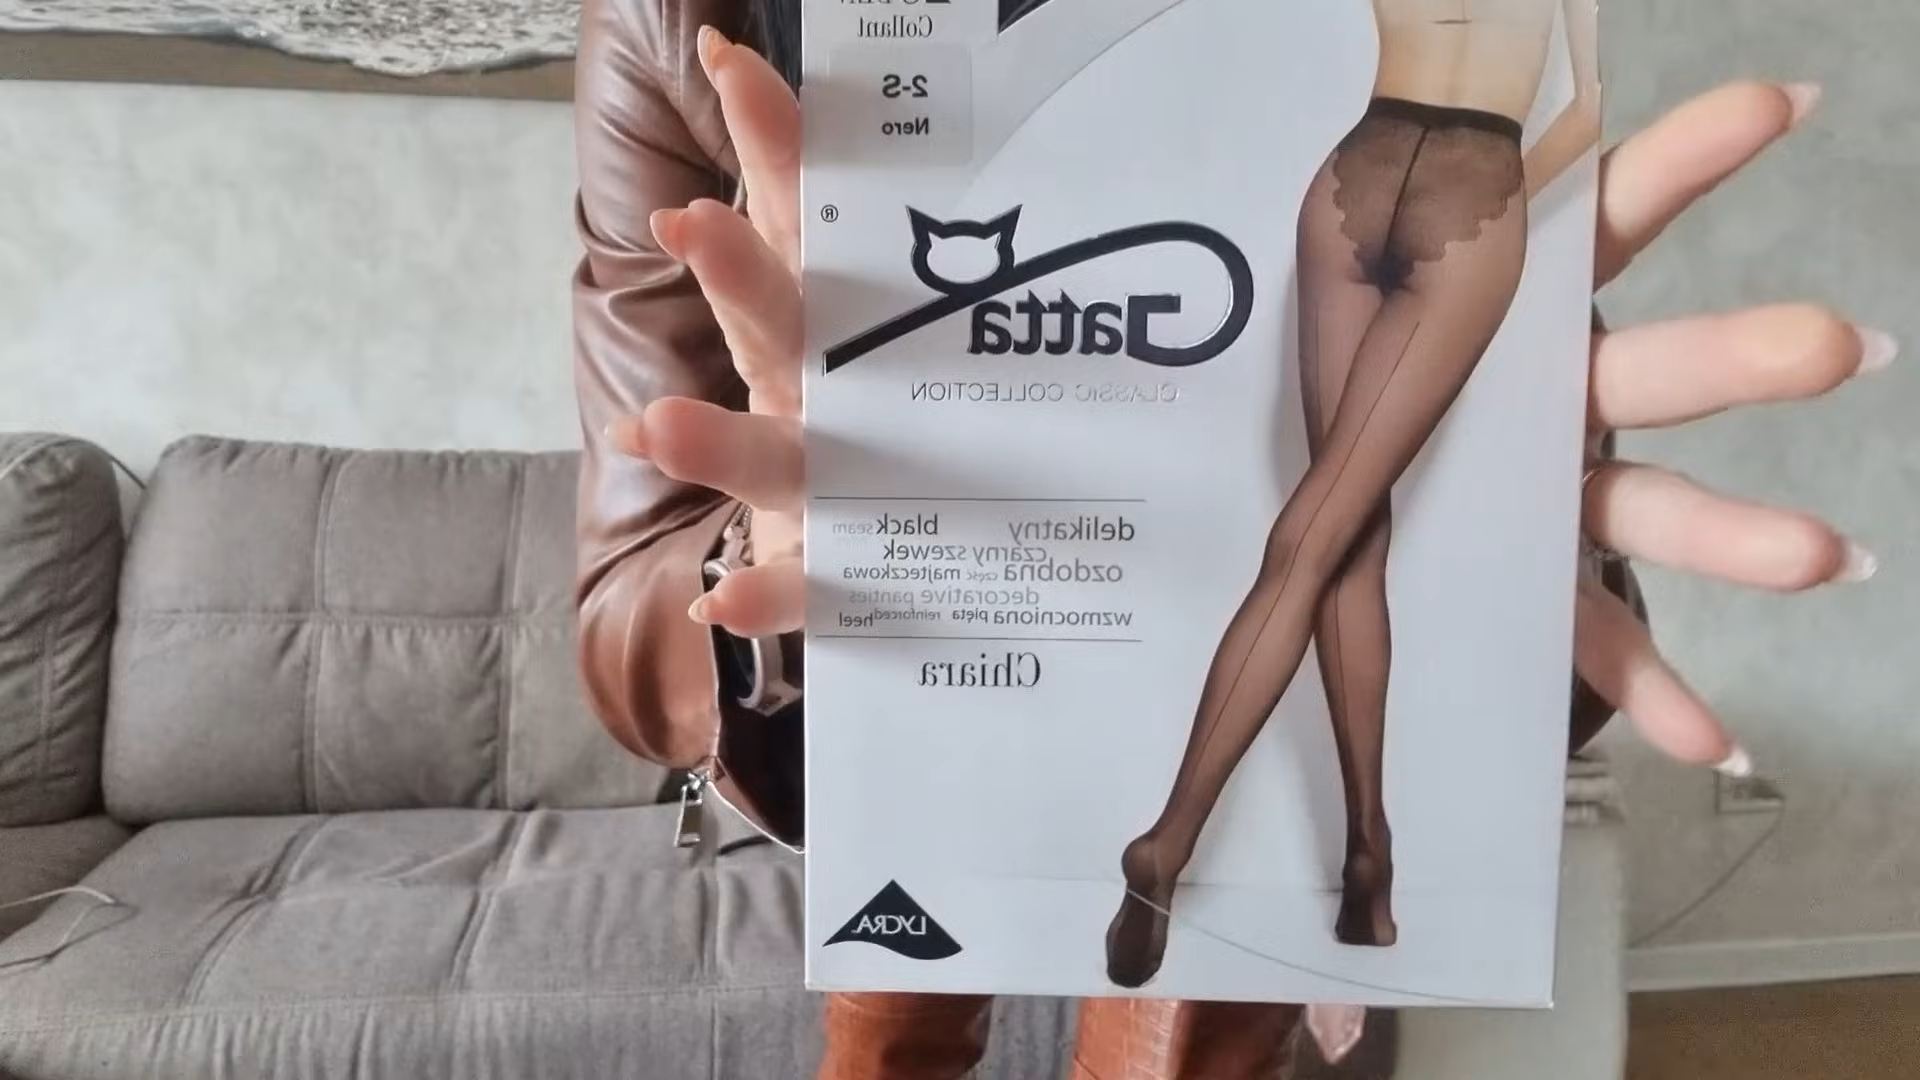 Collant
2-S
Nero
®
Gatta
CLASSIC COLLECTION
delikatny black seam
czarny szewek
ozdobna część majteczkowa
decorative panties
wzmocniona pięta reinforced heel
Chiara
LYCRA